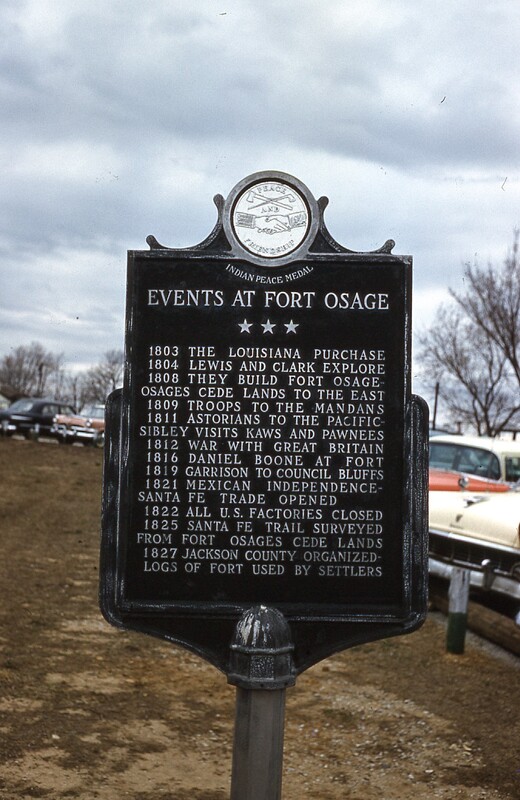 PEACE
AND
FRIENDSHIP
INDIAN PEACE MEDAL
EVENTS AT FORT OSAGE
1803 THE LOUISIANA PURCHASE
1804 LEWIS AND CLARK EXPLORE
1808 THEY BUILD FORT OSAGE-
OSAGES CEDE LANDS TO THE EAST
1809 TROOPS TO THE MANDANS
1811 ASTORIANS TO THE PACIFIC-
SIBLEY VISITS KAWS AND PAWNEES
1812 WAR WITH GREAT BRITAIN
1816 DANIEL BOONE AT FORT
1819 GARRISON TO COUNCIL BLUFFS
1821 MEXICAN INDEPENDENCE-
SANTA FE TRADE OPENED
1822 ALL U.S. FACTORIES CLOSED
1825 SANTA FE TRAIL SURVEYED
FROM FORT OSAGES CEDE LANDS
1827 JACKSON COUNTY ORGANIZED-
LOGS OF FORT USED BY SETTLERS